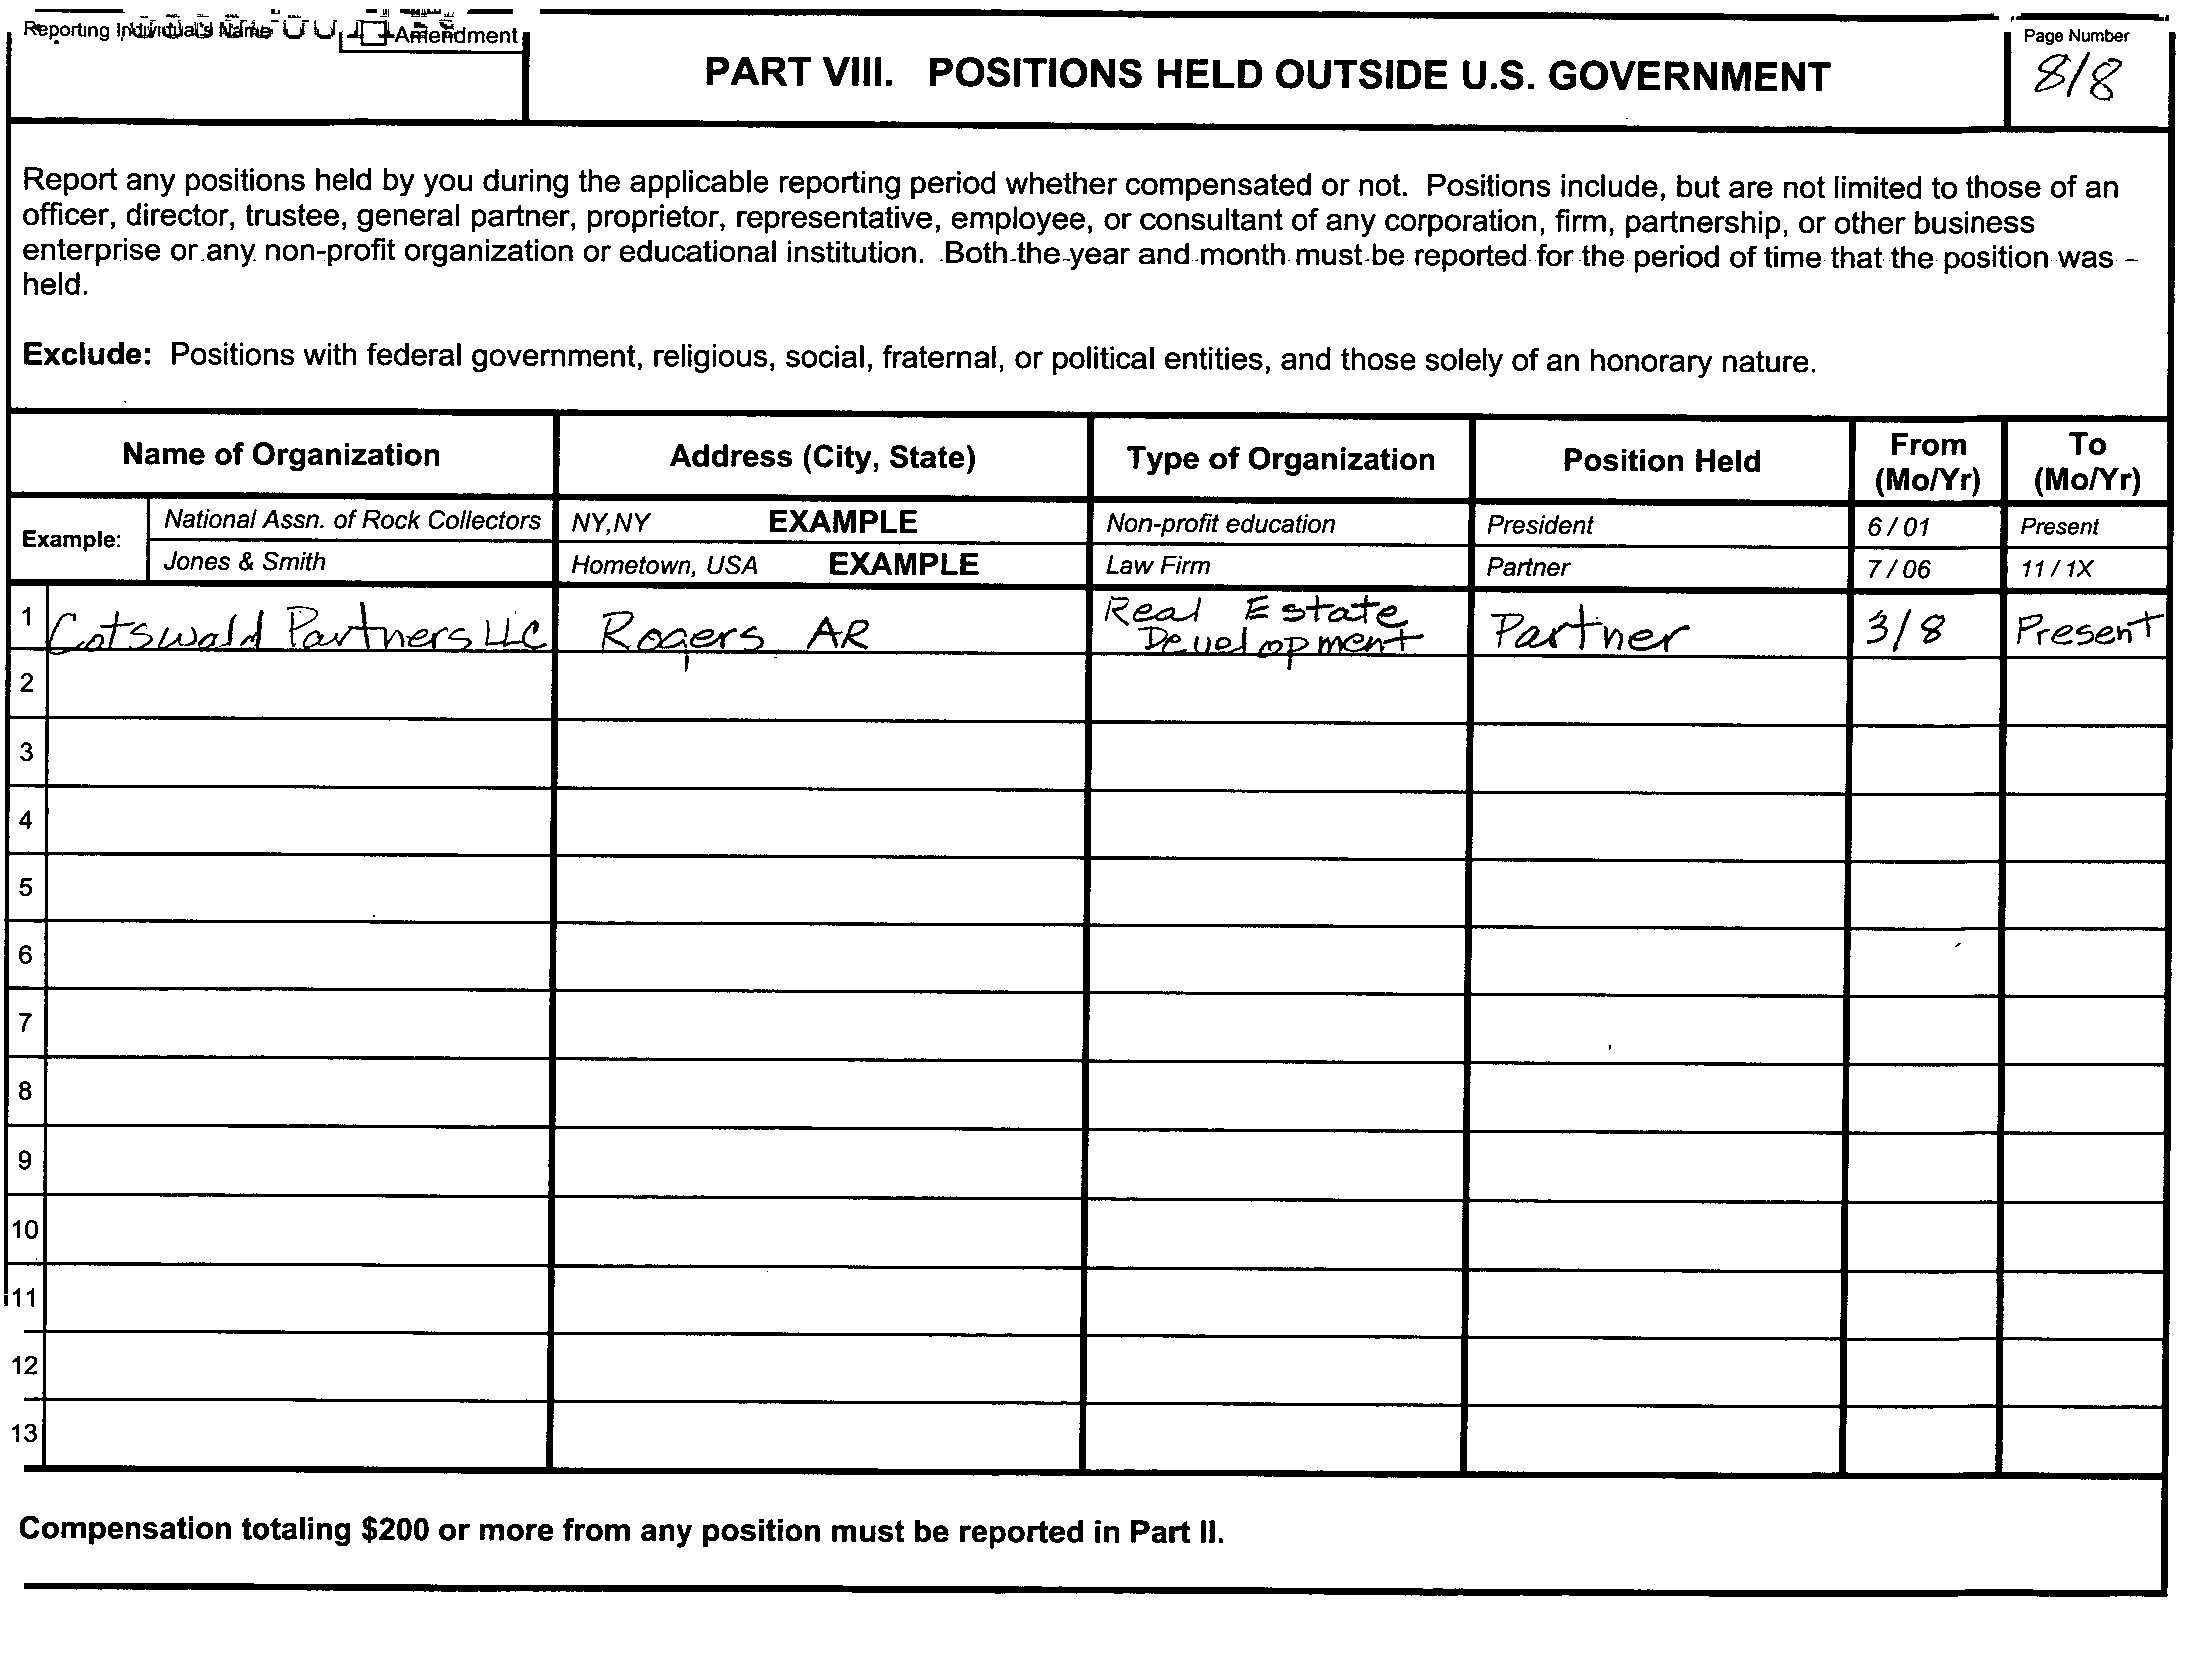 Reporting Individual's Name
Amendment
PART VIII. POSITIONS HELD OUTSIDE U.S. GOVERNMENT
Page Number
8/8
Report any positions held by you during the applicable reporting period whether compensated or not. Positions include, but are not limited to those of an
officer, director, trustee, general partner, proprietor, representative, employee, or consultant of any corporation, firm, partnership, or other business
enterprise or any non-profit organization or educational institution. Both the year and month must be reported for the period of time that the position was
held.
Exclude: Positions with federal government, religious, social, fraternal, or political entities, and those solely of an honorary nature.
Name of Organization Address (City, State) Type of Organization Position Held From (Mo/Yr) To (Mo/Yr)
Example:
National Assn. of Rock Collectors NY,NY EXAMPLE Non-profit education President 6 / 01 Present
Jones & Smith Hometown, USA EXAMPLE Law Firm Partner 7 / 06 11 / 1X
1 Cotswald Partners LLC Rogers AR Real Estate Development Partner 3/8 Present
2
3
4
5
6
7
8
9
10
11
12
13
Compensation totaling $200 or more from any position must be reported in Part II.